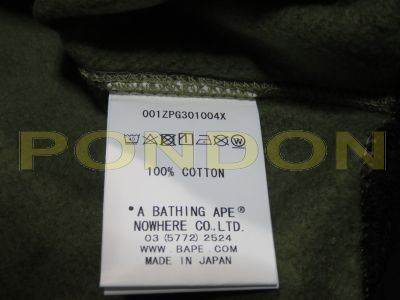 001ZPG301004X
PONDON
100% COTTON
*A BATHING APE®
NOWHERE CO.,LTD.
03 (5772) 2524
WWW.BAPE.COM
MADE IN JAPAN